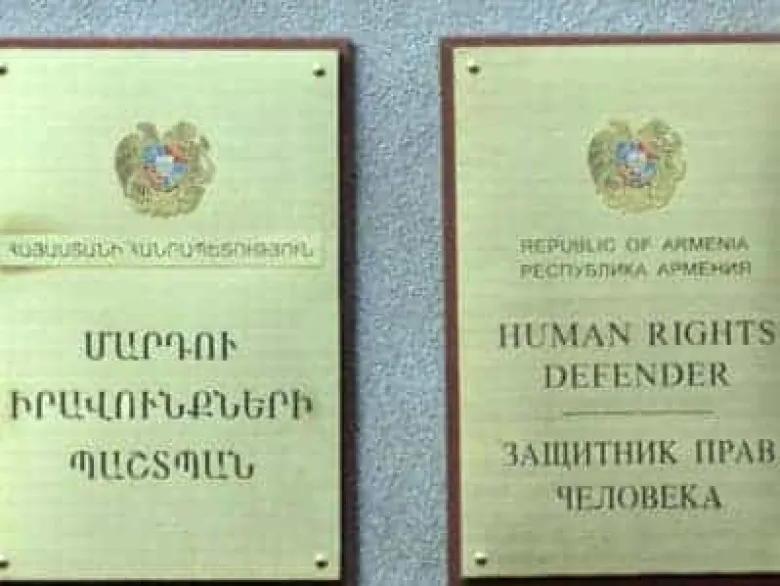 ՀԱՅԱՍՏԱՆԻ ՀԱՆՐԱՊԵՏՈՒԹՅՈՒՆ
ՄԱՐԴՈՒ
ԻՐԱՎՈՒՆՔՆԵՐԻ
ՊԱՇՏՊԱՆ
REPUBLIC OF ARMENIA
РЕСПУБЛИКА АРМЕНИЯ
HUMAN RIGHTS
DEFENDER
ЗАЩИТНИК ПРАВ
ЧЕЛОВЕКА